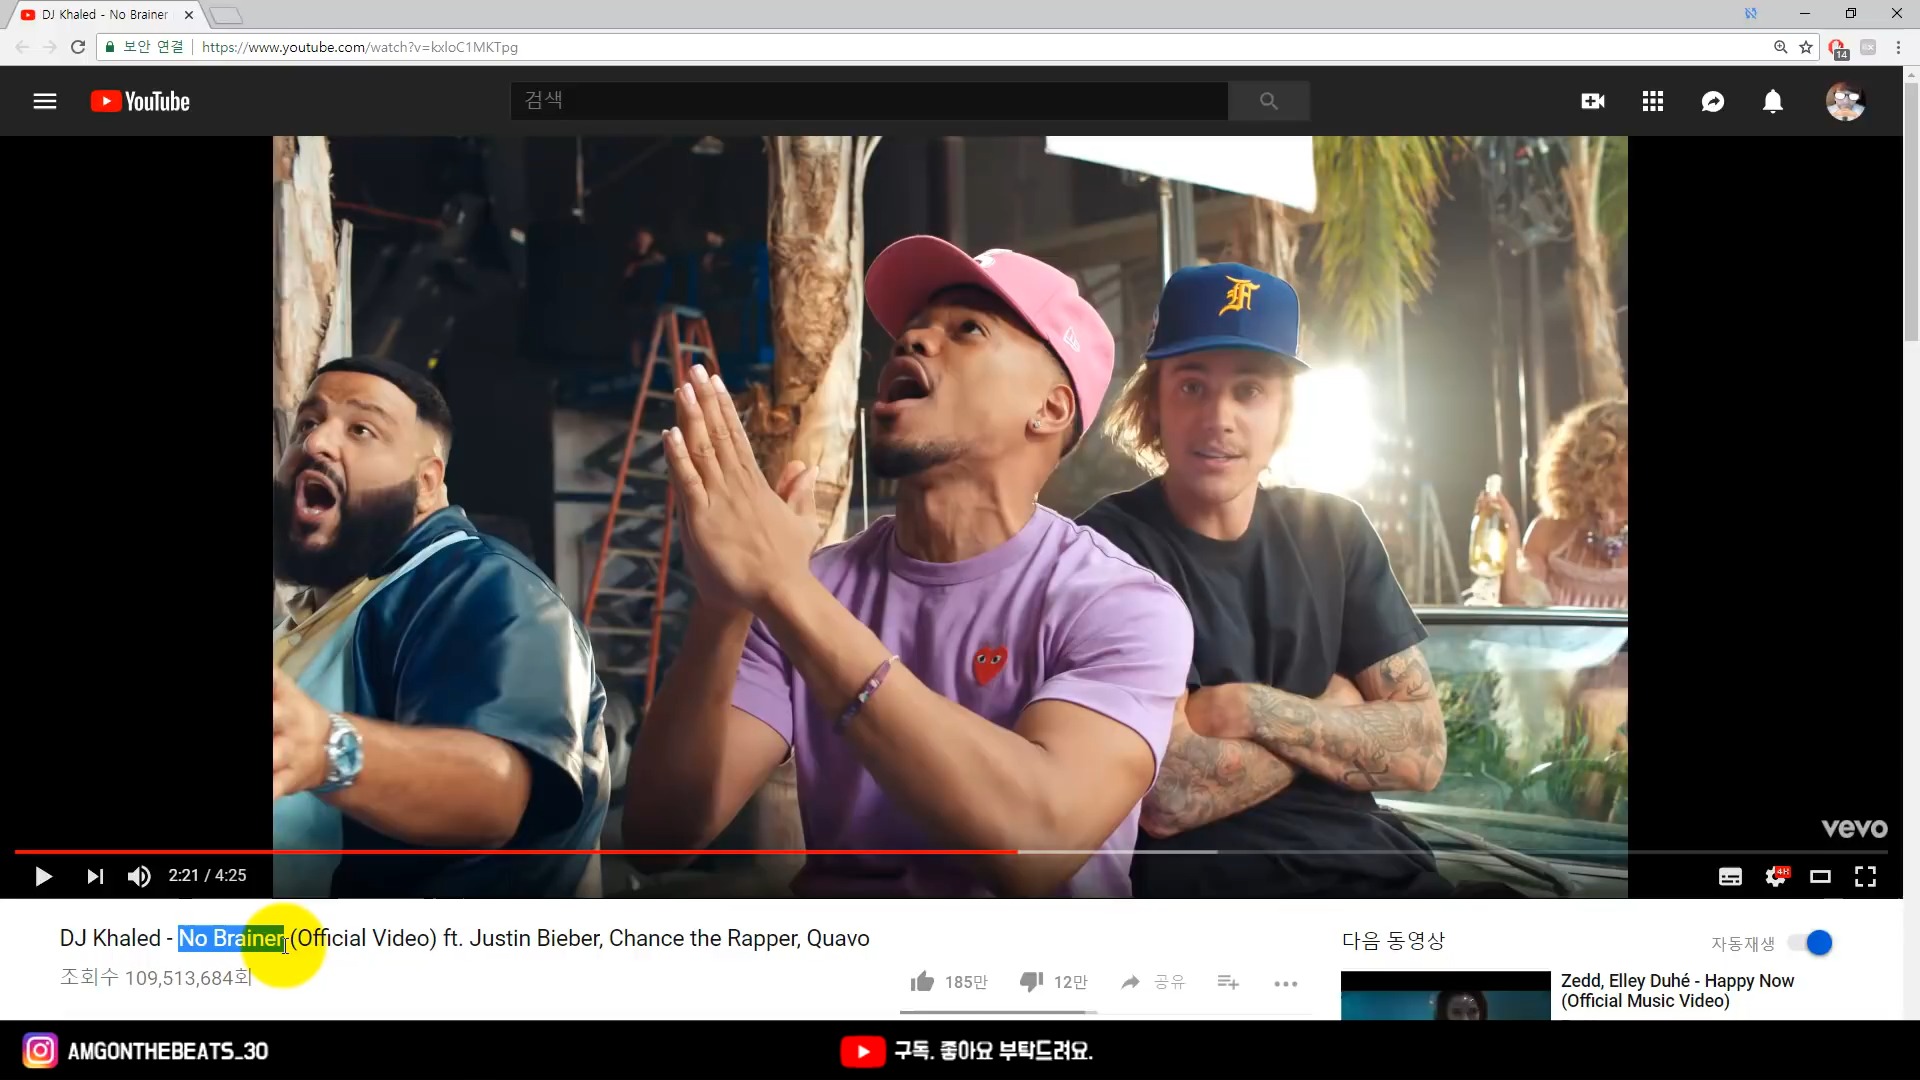 DJ Khaled - No Brainer
보안 연결
https://www.youtube.com/watch?v=kxloC1MKTpg
14
YouTube
검색
vevo
2:21 / 4:25
DJ Khaled - No Brainer (Official Video) ft. Justin Bieber, Chance the Rapper, Quavo
조회수 109,513,684회
185만
12만
공유
다음 동영상
자동재생
Zedd, Elley Duhé - Happy Now
(Official Music Video)
AMGONTHEBEATS_30
구독. 좋아요 부탁드려요.